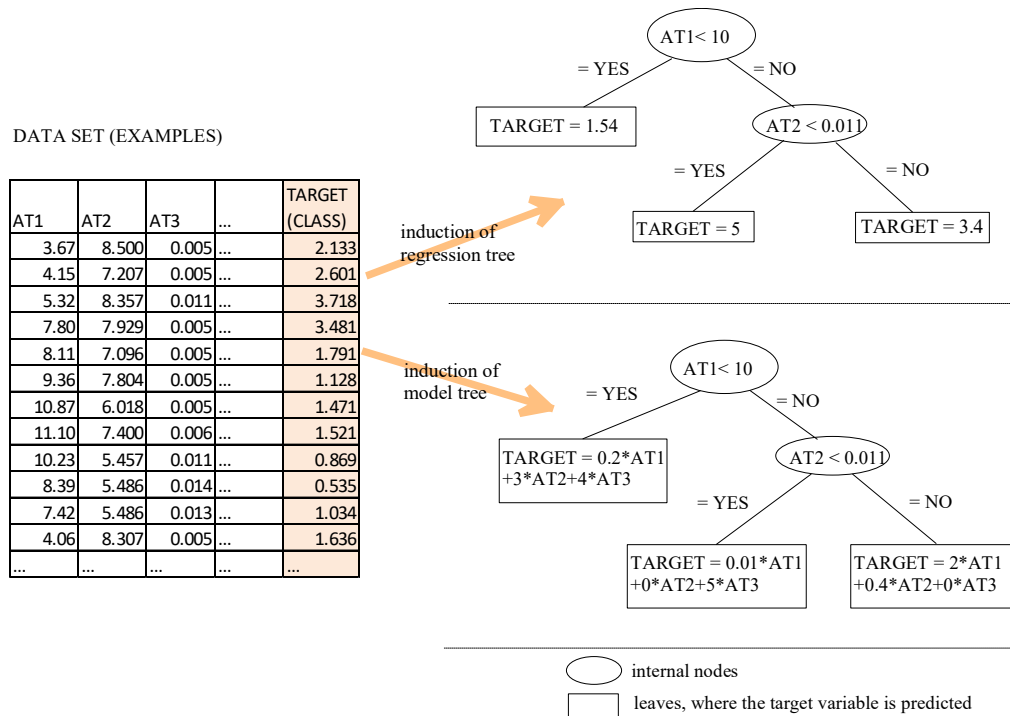 DATA SET (EXAMPLES)
AT1 AT2 AT3 ... TARGET
(CLASS)
3.67 8.500 0.005 ... 2.133
4.15 7.207 0.005 ... 2.601
5.32 8.357 0.011 ... 3.718
7.80 7.929 0.005 ... 3.481
8.11 7.096 0.005 ... 1.791
9.36 7.804 0.005 ... 1.128
10.87 6.018 0.005 ... 1.471
11.10 7.400 0.006 ... 1.521
10.23 5.457 0.011 ... 0.869
8.39 5.486 0.014 ... 0.535
7.42 5.486 0.013 ... 1.034
4.06 8.307 0.005 ... 1.636
... ... ... ... ...
induction of
regression tree
AT1< 10
= YES = NO
TARGET = 1.54
AT2 < 0.011
= YES = NO
TARGET = 5
TARGET = 3.4
induction of
model tree
AT1< 10
= YES = NO
TARGET = 0.2*AT1
+3*AT2+4*AT3
AT2 < 0.011
= YES = NO
TARGET = 0.01*AT1
+0*AT2+5*AT3
TARGET = 2*AT1
+0.4*AT2+0*AT3
internal nodes
leaves, where the target variable is predicted